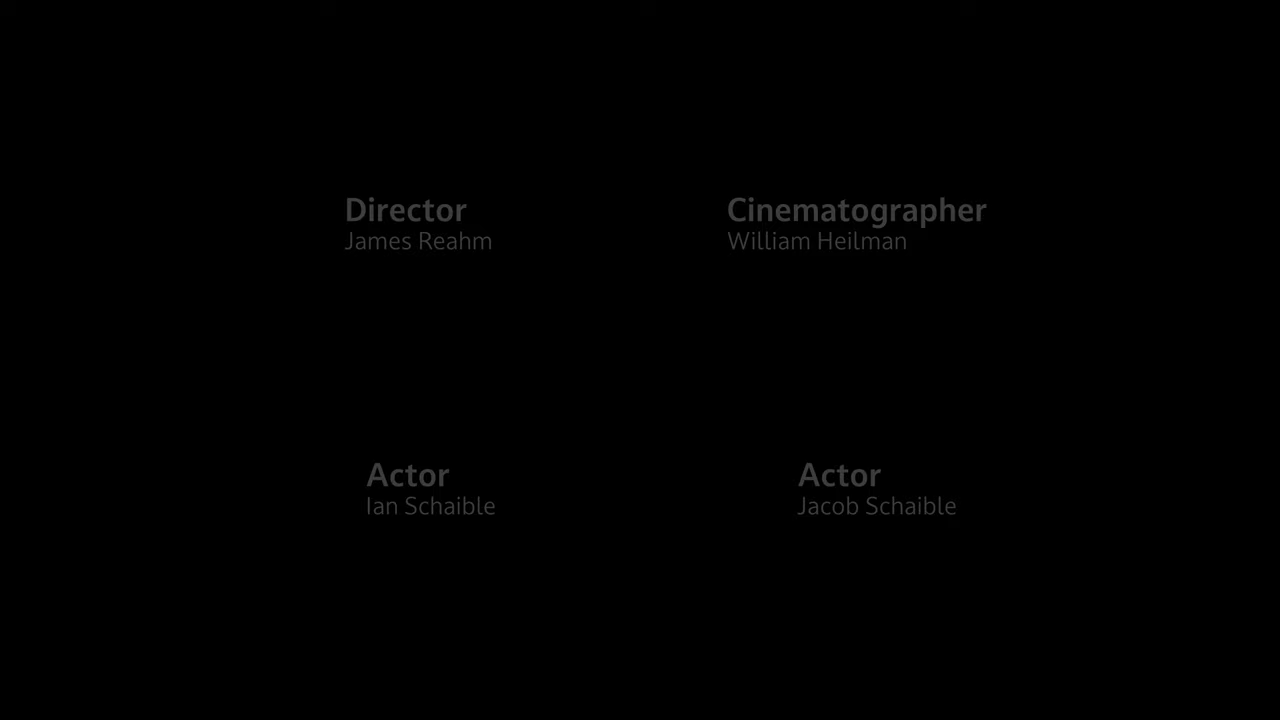 Director
James Reahm
Cinematographer
William Heilman
Actor
Ian Schaible
Actor
Jacob Schaible